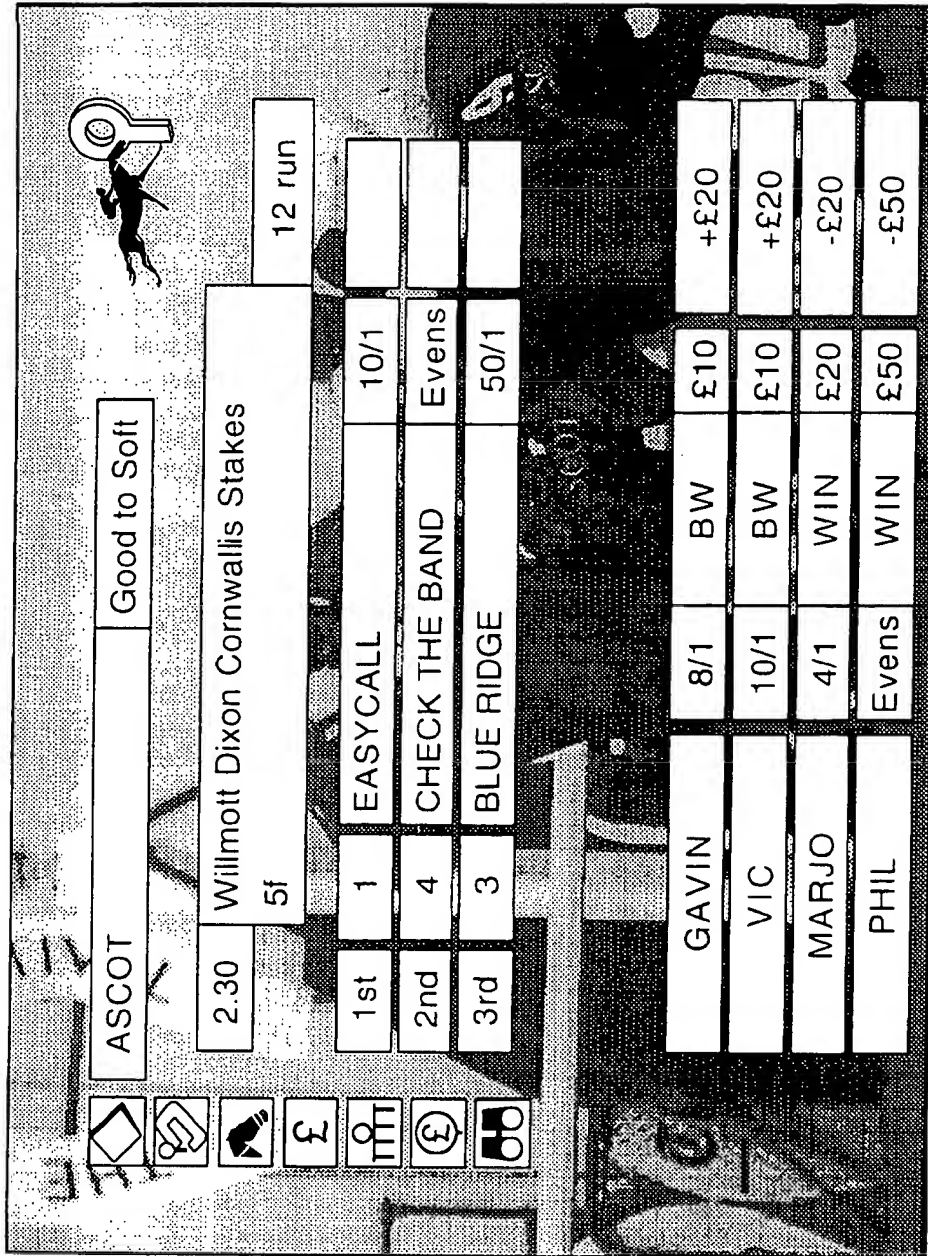 ASCOT Good to Soft
2.30 Willmott Dixon Cornwallis Stakes
5f 12 run
1st 1 EASYCALL 10/1
2nd 4 CHECK THE BAND Evens
3rd 3 BLUE RIDGE 50/1
£
£
GAVIN 8/1 BW £10 +£20
VIC 10/1 BW £10 +£20
MARJO 4/1 WIN £20 -£20
PHIL Evens WIN £50 -£50